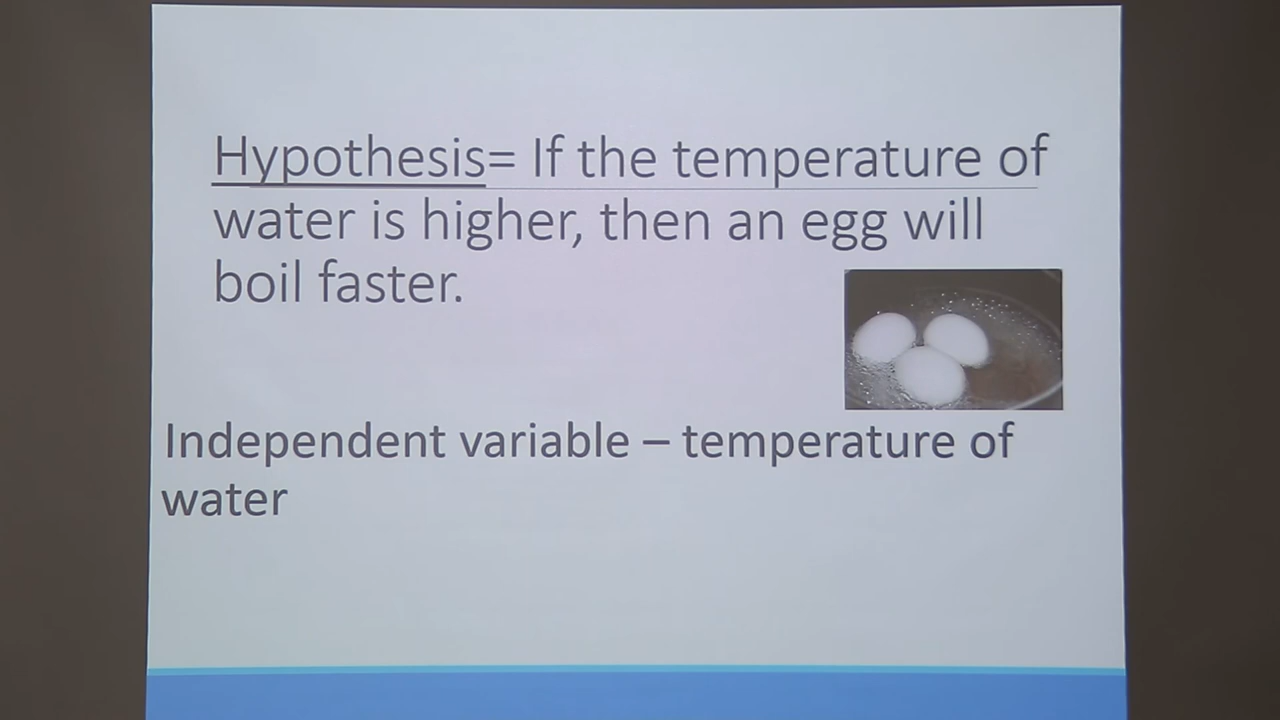 Hypothesis= If the temperature of
water is higher, then an egg will
boil faster.
Independent variable – temperature of
water